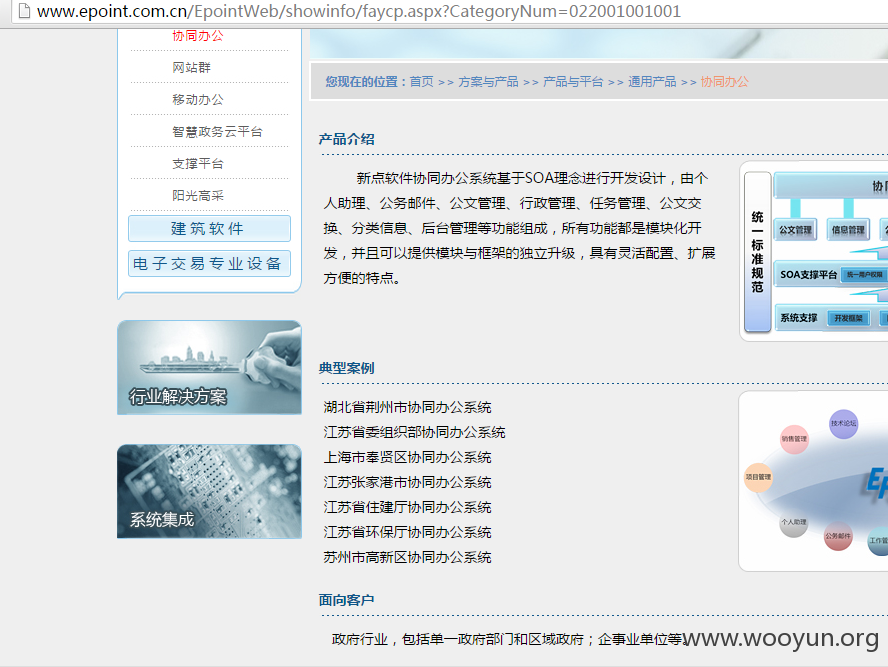 www.epoint.com.cn/EpointWeb/showinfo/faycp.aspx?CategoryNum=022001001001
协同办公
网站群
移动办公
智慧政务云平台
支撑平台
阳光高采
建筑软件
电子交易专业设备
行业解决方案
系统集成
您现在的位置：首页 >> 方案与产品 >> 产品与平台 >> 通用产品 >> 协同办公
产品介绍
新点软件协同办公系统基于SOA理念进行开发设计，由个
人助理、公务邮件、公文管理、行政管理、任务管理、公文交
换、分类信息、后台管理等功能组成，所有功能都是模块化开
发，并且可以提供模块与框架的独立升级，具有灵活配置、扩展
方便的特点。
统一标准规范
协
公文管理
信息管理
SOA支撑平台
统一用户权限
系统支撑
开发框架
典型案例
湖北省荆州市协同办公系统
江苏省委组织部协同办公系统
上海市奉贤区协同办公系统
江苏张家港市协同办公系统
江苏省住建厅协同办公系统
江苏省环保厅协同办公系统
苏州市高新区协同办公系统
技术论坛
销售管理
项目管理
Ep
个人助理
公务邮件
工作管
面向客户
政府行业，包括单一政府部门和区域政府；企事业单位等
www.wooyun.org